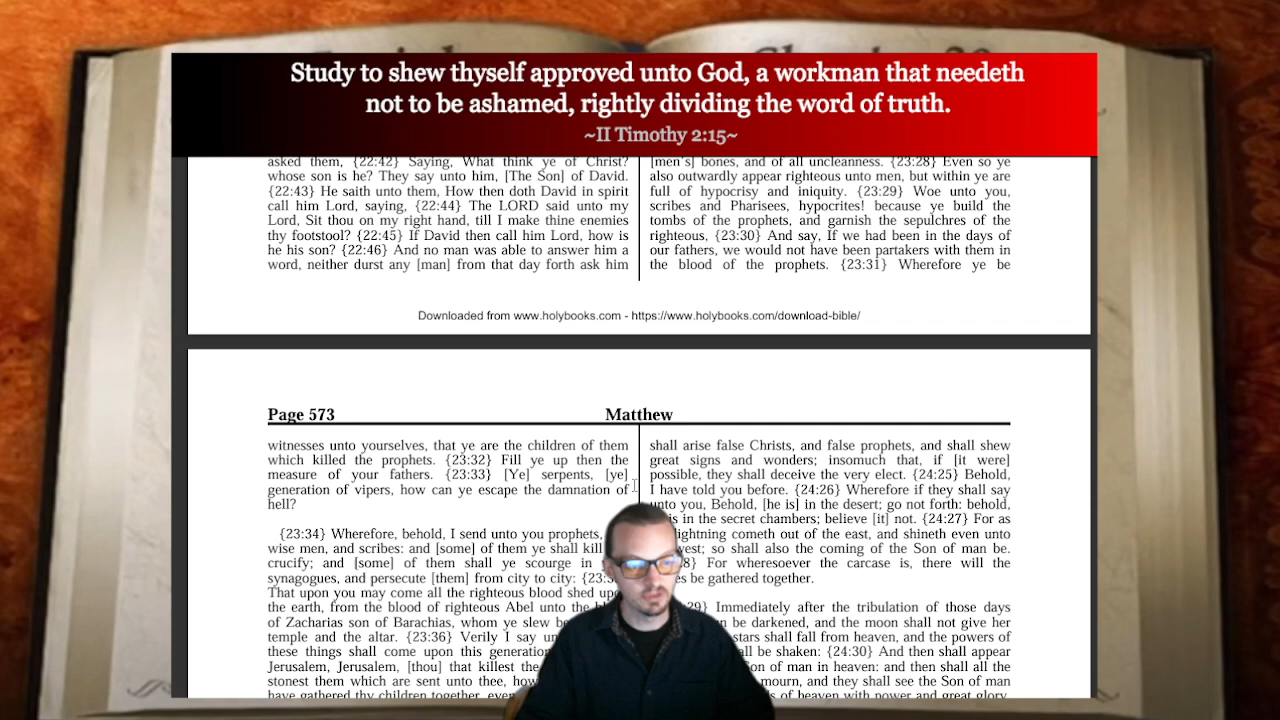 Study to shew thyself approved unto God, a workman that needeth
not to be ashamed, rightly dividing the word of truth.
~II Timothy 2:15~
asked them, {22:42} Saying, What think ye of Christ?
whose son is he? They say unto him, [The Son] of David.
{22:43} He saith unto them, How then doth David in spirit
call him Lord, saying, {22:44} The LORD said unto my
Lord, Sit thou on my right hand, till I make thine enemies
thy footstool? {22:45} If David then call him Lord, how is
he his son? {22:46} And no man was able to answer him a
word, neither durst any [man] from that day forth ask him
[men's] bones, and of all uncleanness. {23:28} Even so ye
also outwardly appear righteous unto men, but within ye are
full of hypocrisy and iniquity. {23:29} Woe unto you,
scribes and Pharisees, hypocrites! because ye build the
tombs of the prophets, and garnish the sepulchres of the
righteous, {23:30} And say, If we had been in the days of
our fathers, we would not have been partakers with them in
the blood of the prophets. {23:31} Wherefore ye be
Downloaded from www.holybooks.com - https://www.holybooks.com/download-bible/
Page 573
Matthew
witnesses unto yourselves, that ye are the children of them
which killed the prophets. {23:32} Fill ye up then the
measure of your fathers. {23:33} [Ye] serpents, [ye]
generation of vipers, how can ye escape the damnation of
hell?
{23:34} Wherefore, behold, I send unto you prophets,
wise men, and scribes: and [some] of them ye shall kill
crucify; and [some] of them shall ye scourge in
synagogues, and persecute [them] from city to city:
That upon you may come all the righteous blood shed upo
the earth, from the blood of righteous Abel unto the
of Zacharias son of Barachias, whom ye slew
temple and the altar. {23:36} Verily I say
these things shall come upon this generation
Jerusalem, Jerusalem, [thou] that killest the
stonest them which are sent unto thee, how
have gathered thy children together, even
shall arise false Christs, and false prophets, and shall shew
great signs and wonders; insomuch that, if [it were]
possible, they shall deceive the very elect. {24:25} Behold,
I have told you before. {24:26} Wherefore if they shall say
unto you, Behold, [he is] in the desert; go not forth: behold,
is in the secret chambers; believe [it] not. {24:27} For as
lightning cometh out of the east, and shineth even unto
west; so shall also the coming of the Son of man be.
For wheresoever the carcase is, there will the
be gathered together.
Immediately after the tribulation of those days
be darkened, and the moon shall not give her
stars shall fall from heaven, and the powers of
be shaken: {24:30} And then shall appear
Son of man in heaven: and then shall all the
mourn, and they shall see the Son of man
of heaven with power and great glory.